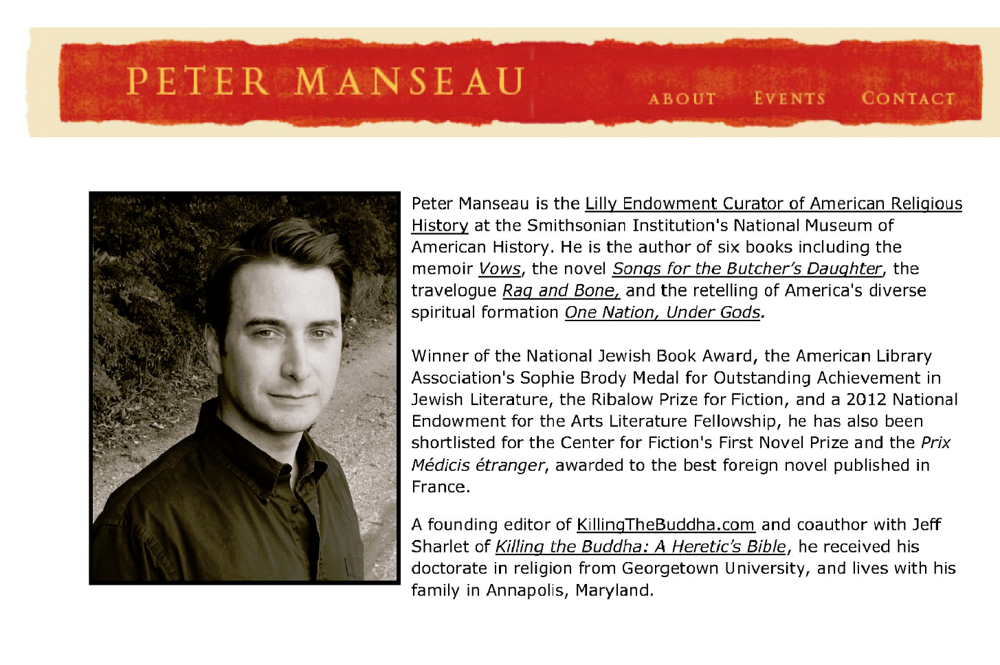 PETER MANSEAU
ABOUT EVENTS CONTACT
Peter Manseau is the Lilly Endowment Curator of American Religious
History at the Smithsonian Institution's National Museum of
American History. He is the author of six books including the
memoir Vows, the novel Songs for the Butcher’s Daughter, the
travelogue Rag and Bone, and the retelling of America's diverse
spiritual formation One Nation, Under Gods.
Winner of the National Jewish Book Award, the American Library
Association's Sophie Brody Medal for Outstanding Achievement in
Jewish Literature, the Ribalow Prize for Fiction, and a 2012 National
Endowment for the Arts Literature Fellowship, he has also been
shortlisted for the Center for Fiction's First Novel Prize and the Prix
Médicis étranger, awarded to the best foreign novel published in
France.
A founding editor of KillingTheBuddha.com and coauthor with Jeff
Sharlet of Killing the Buddha: A Heretic’s Bible, he received his
doctorate in religion from Georgetown University, and lives with his
family in Annapolis, Maryland.